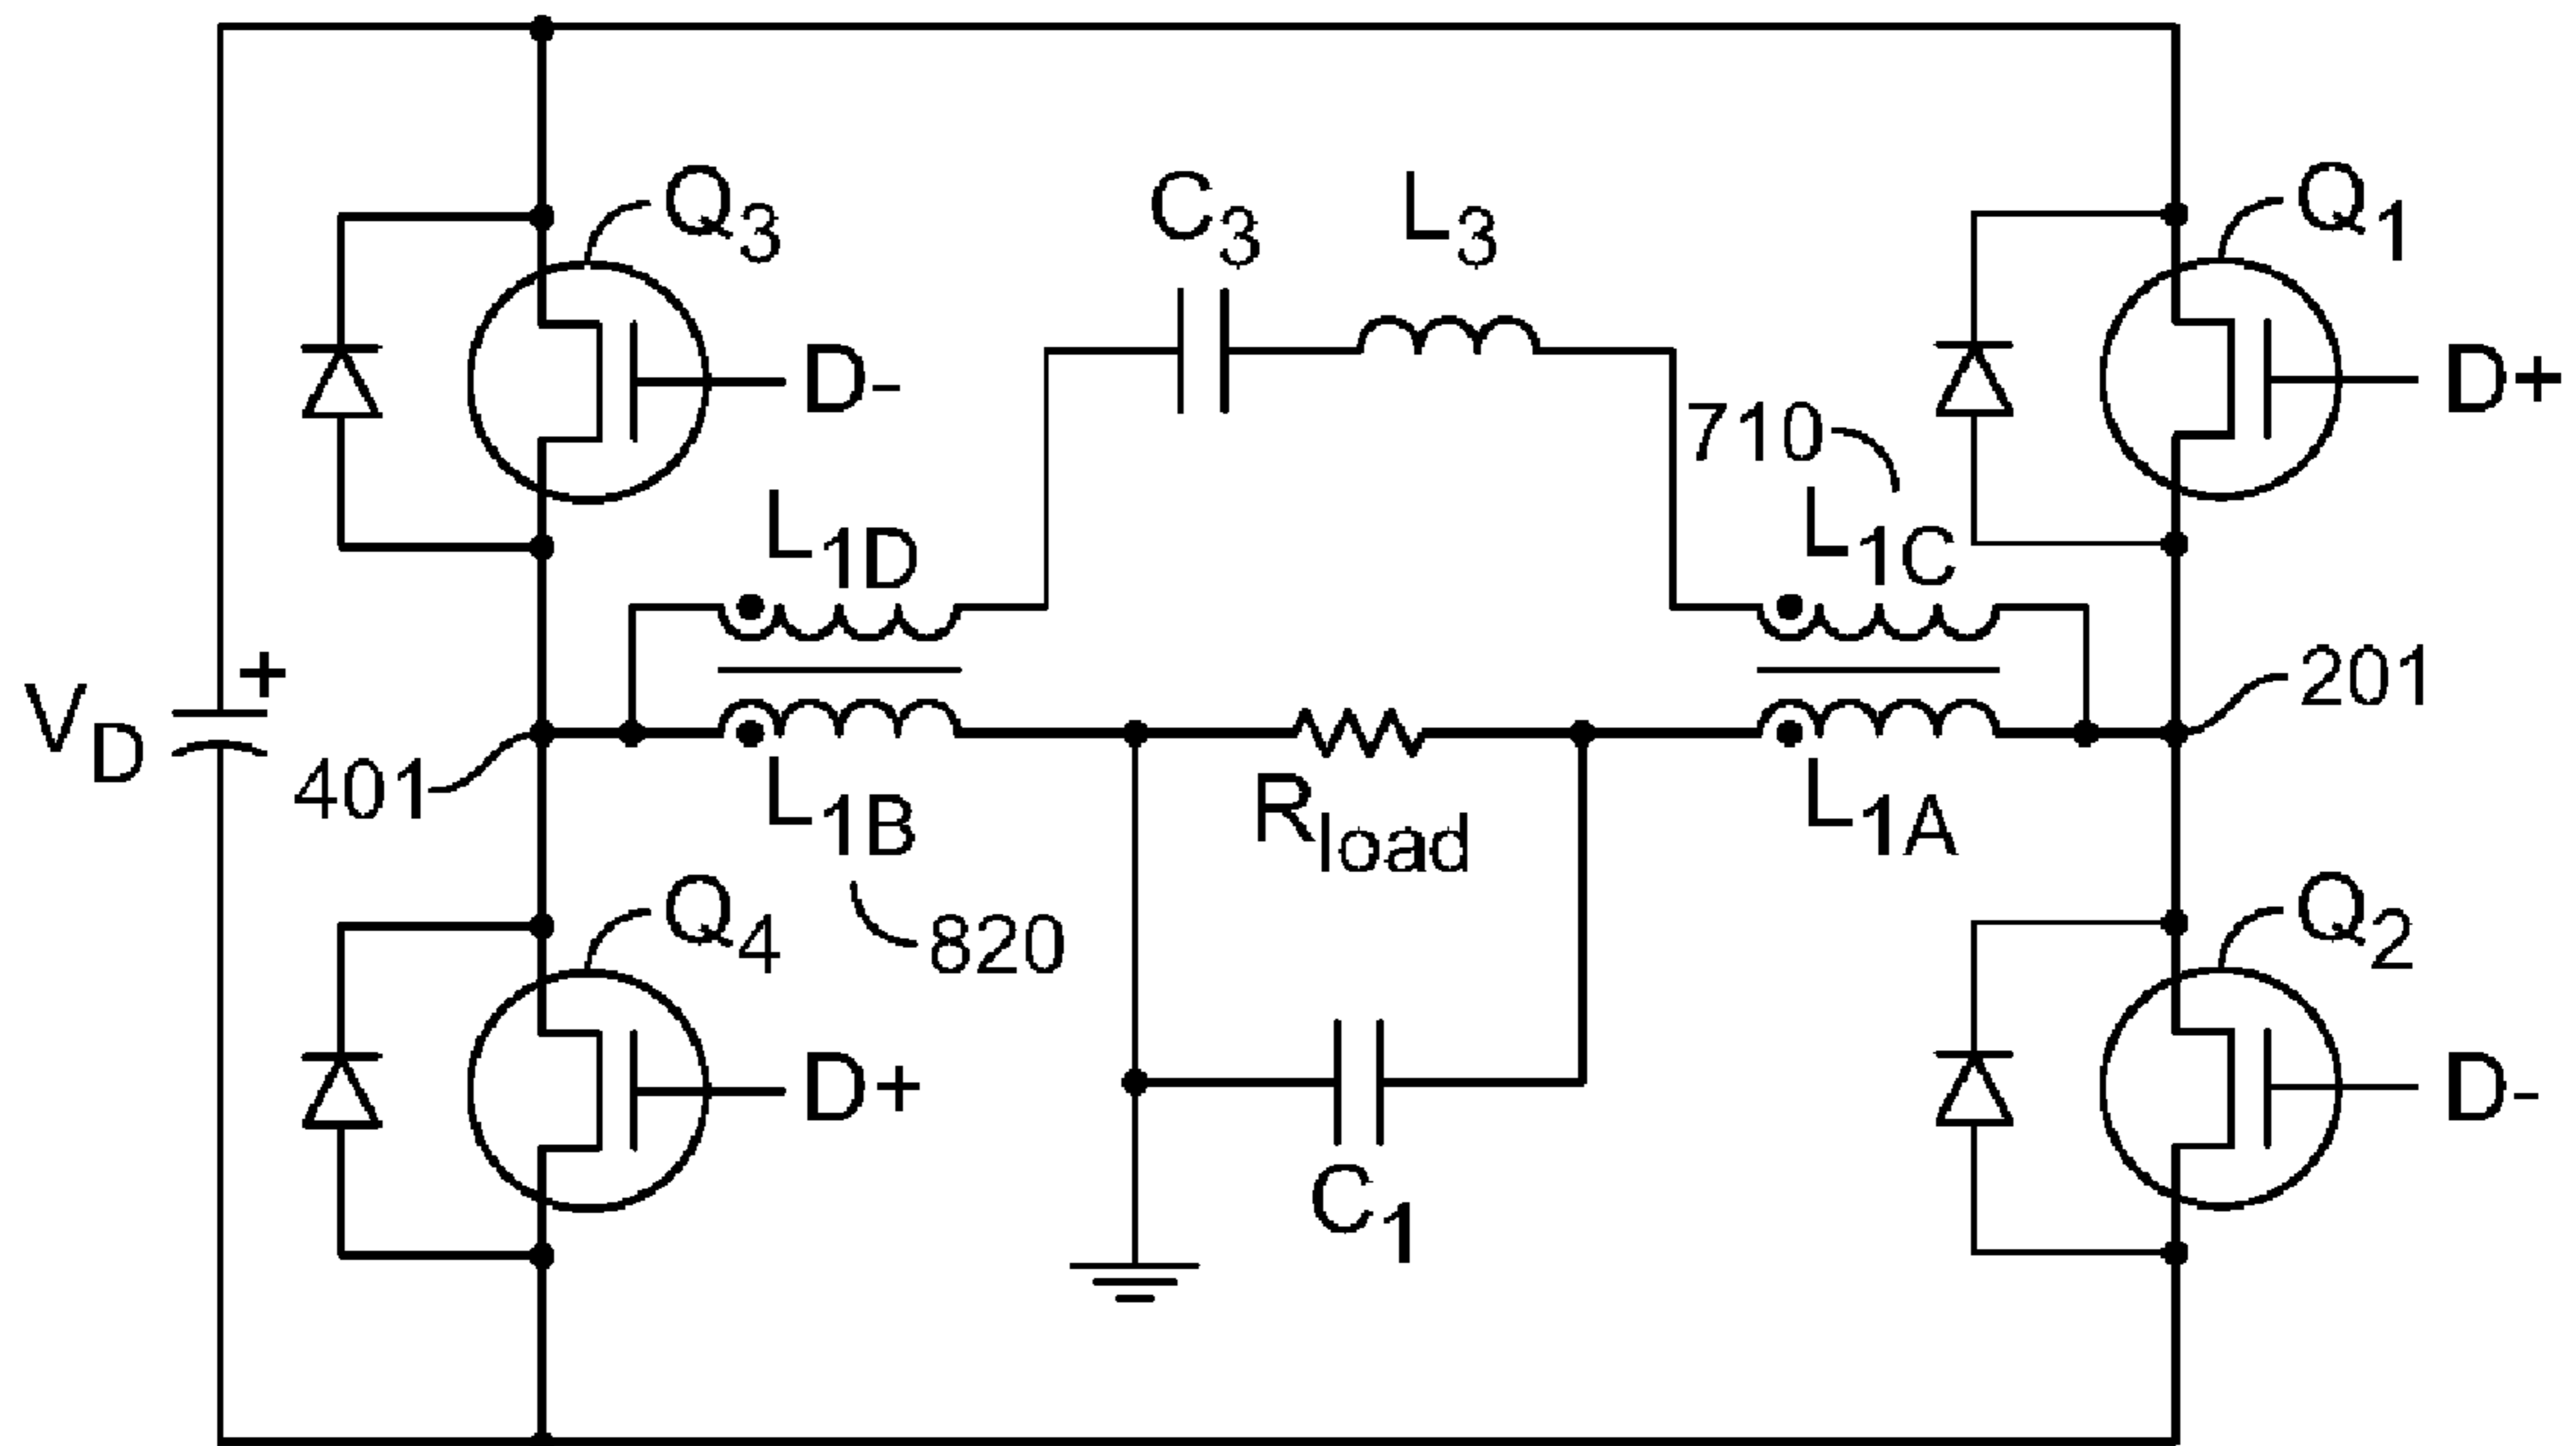 Q3
C3
L3
Q1
D-
D+
710
L1D
L1C
+
VD
201
401
L1B
Rload
L1A
Q4
820
Q2
D+
D-
C1